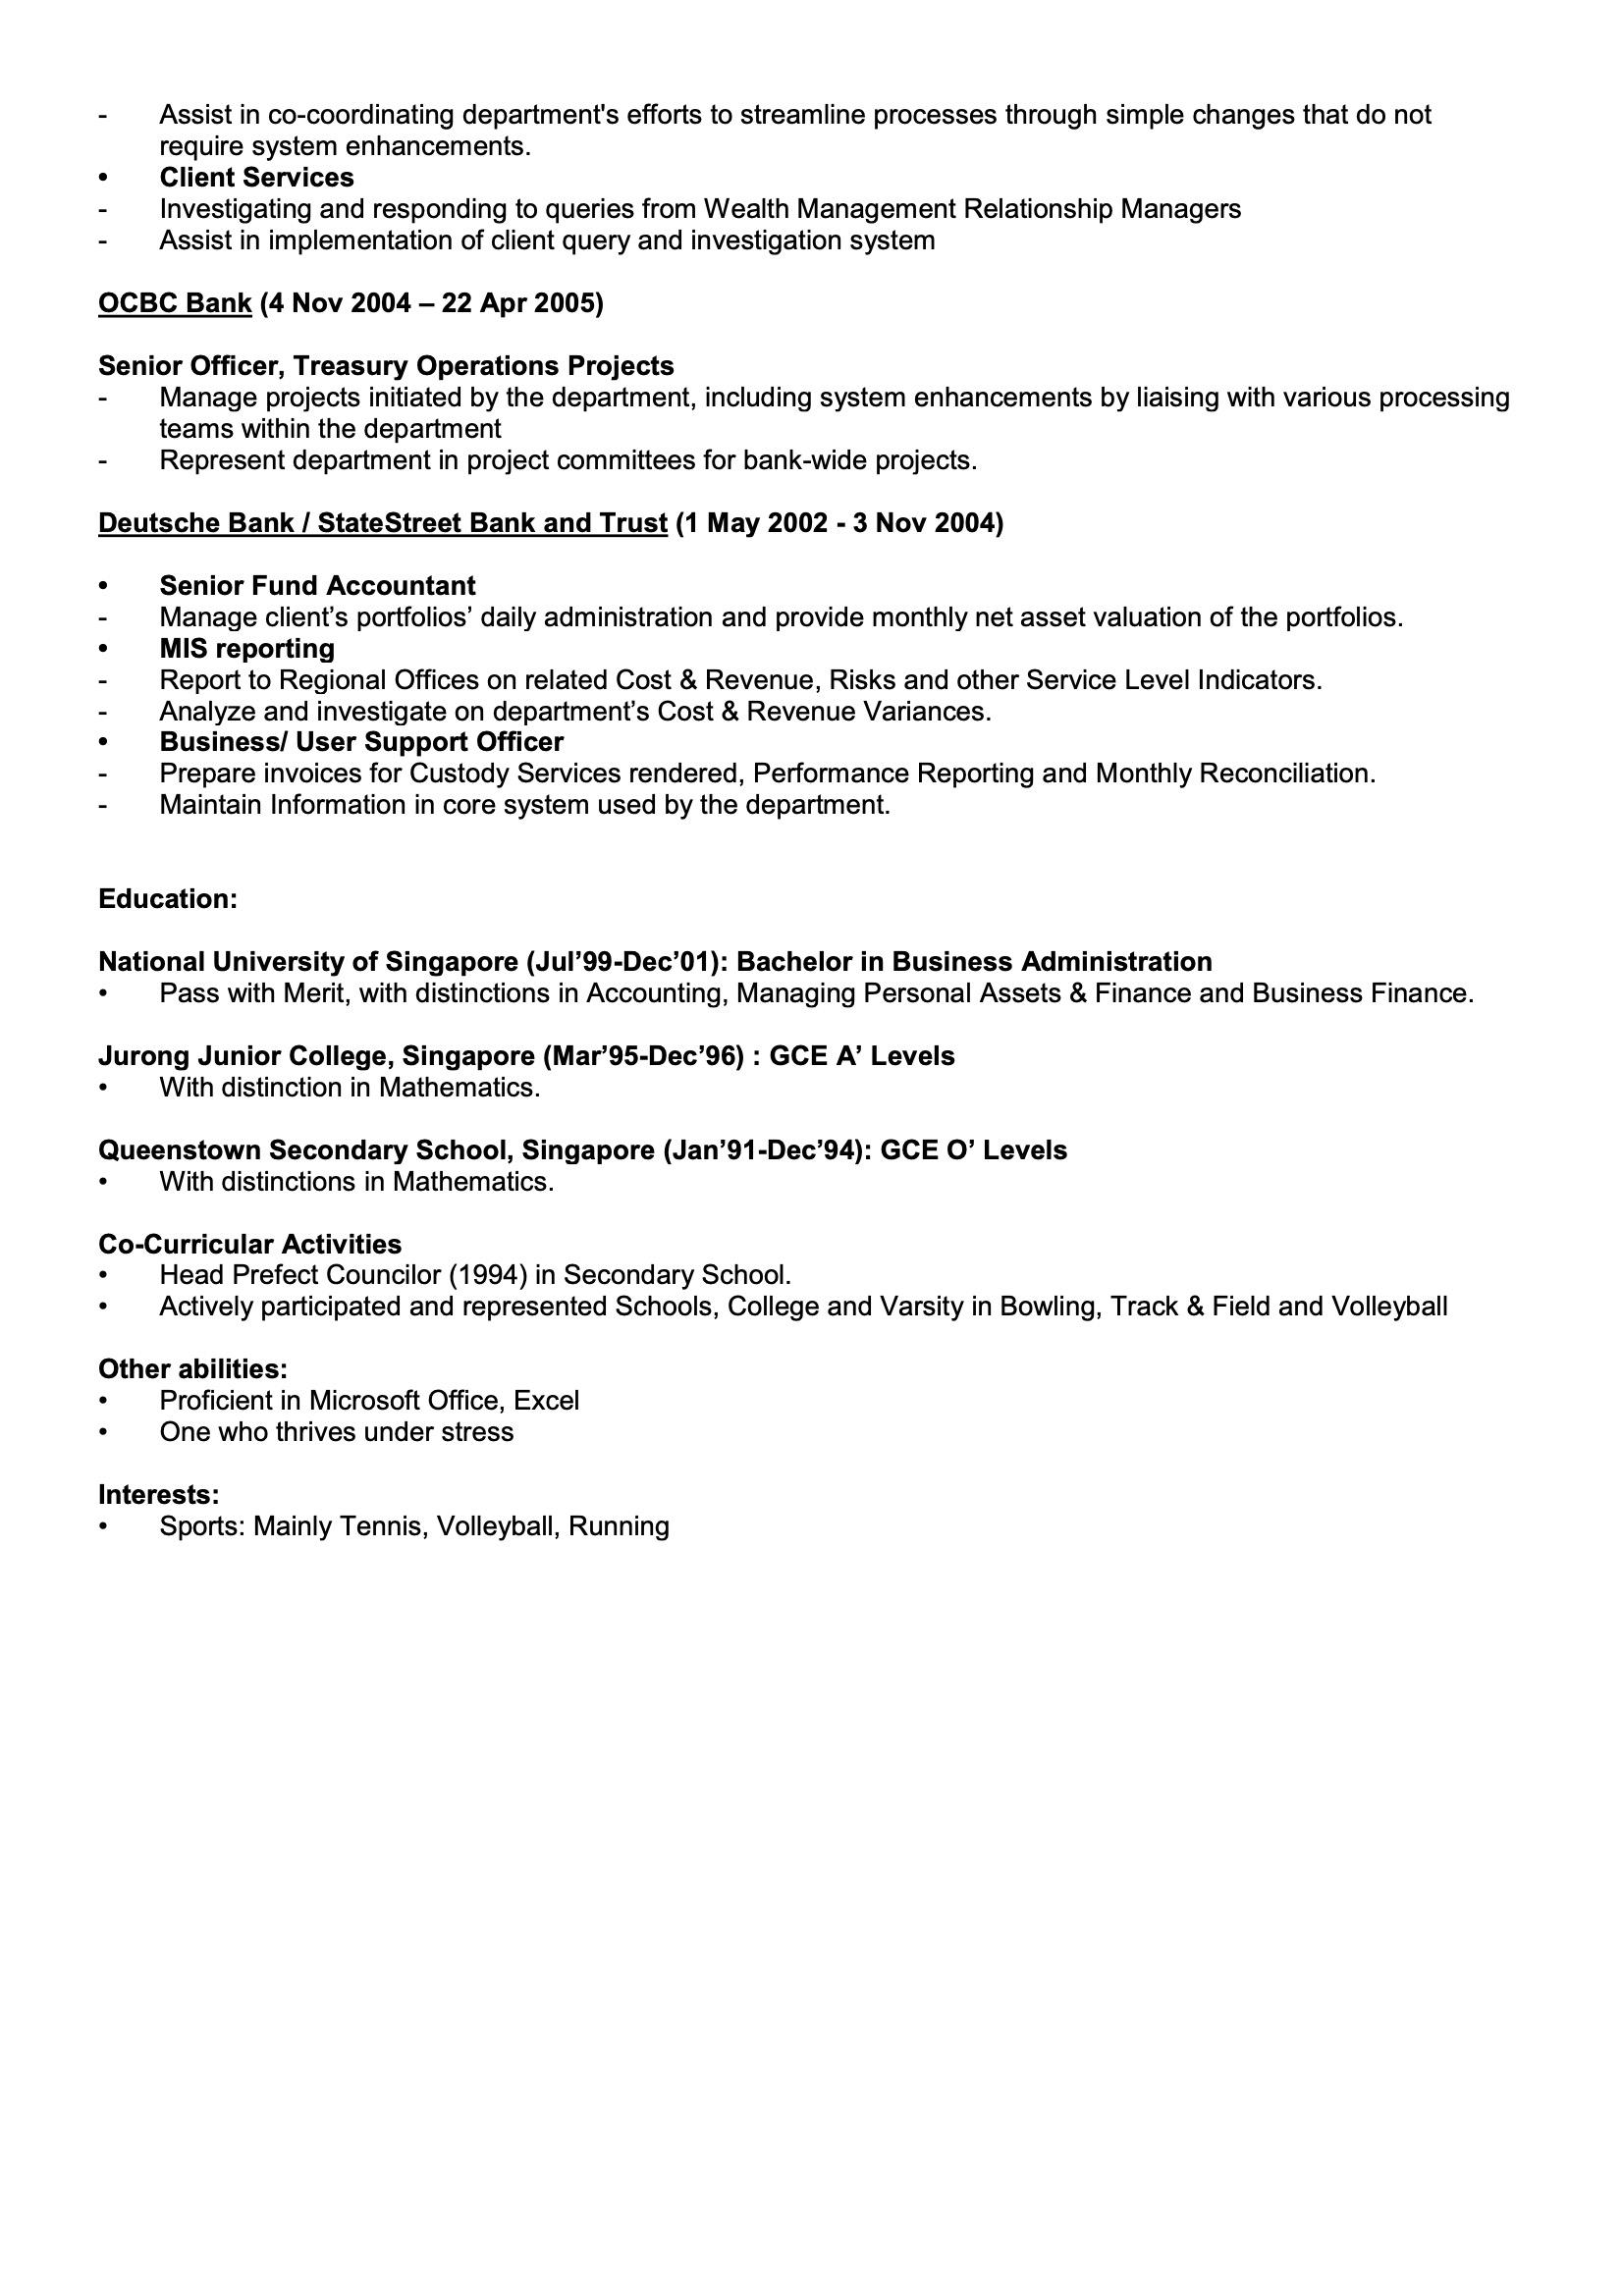 - Assist in co-coordinating department's efforts to streamline processes through simple changes that do not
require system enhancements.
• Client Services
- Investigating and responding to queries from Wealth Management Relationship Managers
- Assist in implementation of client query and investigation system
OCBC Bank (4 Nov 2004 – 22 Apr 2005)
Senior Officer, Treasury Operations Projects
- Manage projects initiated by the department, including system enhancements by liaising with various processing
teams within the department
- Represent department in project committees for bank-wide projects.
Deutsche Bank / StateStreet Bank and Trust (1 May 2002 - 3 Nov 2004)
• Senior Fund Accountant
- Manage client’s portfolios’ daily administration and provide monthly net asset valuation of the portfolios.
• MIS reporting
- Report to Regional Offices on related Cost & Revenue, Risks and other Service Level Indicators.
- Analyze and investigate on department’s Cost & Revenue Variances.
• Business/ User Support Officer
- Prepare invoices for Custody Services rendered, Performance Reporting and Monthly Reconciliation.
- Maintain Information in core system used by the department.
Education:
National University of Singapore (Jul’99-Dec’01): Bachelor in Business Administration
• Pass with Merit, with distinctions in Accounting, Managing Personal Assets & Finance and Business Finance.
Jurong Junior College, Singapore (Mar’95-Dec’96) : GCE A’ Levels
• With distinction in Mathematics.
Queenstown Secondary School, Singapore (Jan’91-Dec’94): GCE O’ Levels
• With distinctions in Mathematics.
Co-Curricular Activities
• Head Prefect Councilor (1994) in Secondary School.
• Actively participated and represented Schools, College and Varsity in Bowling, Track & Field and Volleyball
Other abilities:
• Proficient in Microsoft Office, Excel
• One who thrives under stress
Interests:
• Sports: Mainly Tennis, Volleyball, Running